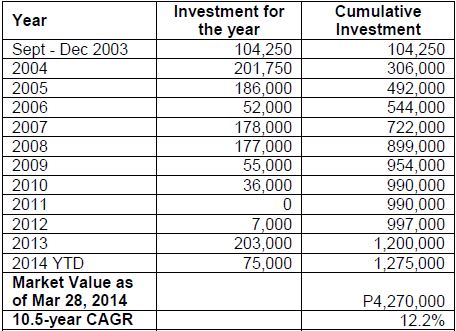 Year Investment for the year Cumulative Investment
Sept - Dec 2003 104,250 104,250
2004 201,750 306,000
2005 186,000 492,000
2006 52,000 544,000
2007 178,000 722,000
2008 177,000 899,000
2009 55,000 954,000
2010 36,000 990,000
2011 0 990,000
2012 7,000 997,000
2013 203,000 1,200,000
2014 YTD 75,000 1,275,000
Market Value as
of Mar 28, 2014 P4,270,000
10.5-year CAGR 12.2%